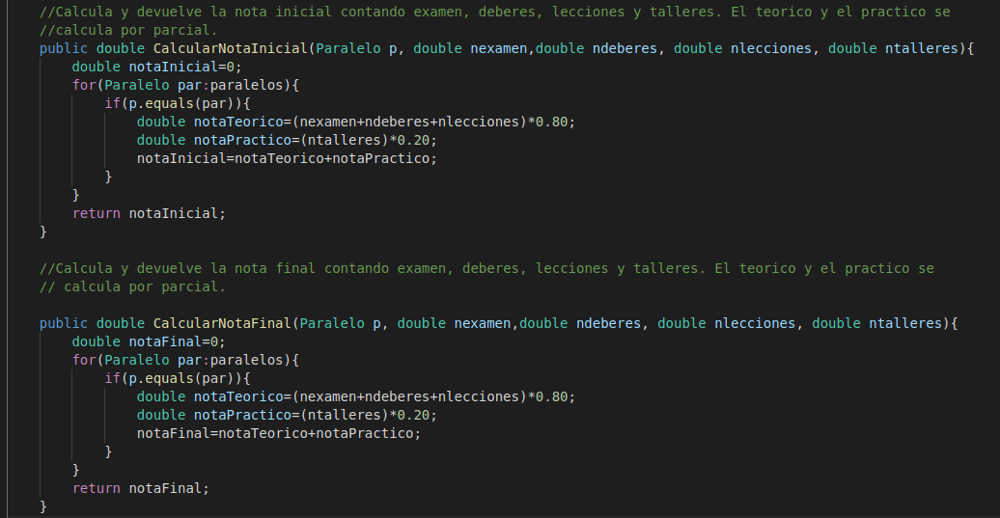 //Calcula y devuelve la nota inicial contando examen, deberes, lecciones y talleres. El teorico y el practico se
//calcula por parcial.
public double CalcularNotaInicial(Paralelo p, double nexamen,double ndeberes, double nlecciones, double ntalleres){
double notaInicial=0;
for(Paralelo par:paralelos){
if(p.equals(par)){
double notaTeorico=(nexamen+ndeberes+nlecciones)*0.80;
double notaPractico=(ntalleres)*0.20;
notaInicial=notaTeorico+notaPractico;
}
}
return notaInicial;
}
//Calcula y devuelve la nota final contando examen, deberes, lecciones y talleres. El teorico y el practico se
// calcula por parcial.
public double CalcularNotaFinal(Paralelo p, double nexamen,double ndeberes, double nlecciones, double ntalleres){
double notaFinal=0;
for(Paralelo par:paralelos){
if(p.equals(par)){
double notaTeorico=(nexamen+ndeberes+nlecciones)*0.80;
double notaPractico=(ntalleres)*0.20;
notaFinal=notaTeorico+notaPractico;
}
}
return notaFinal;
}